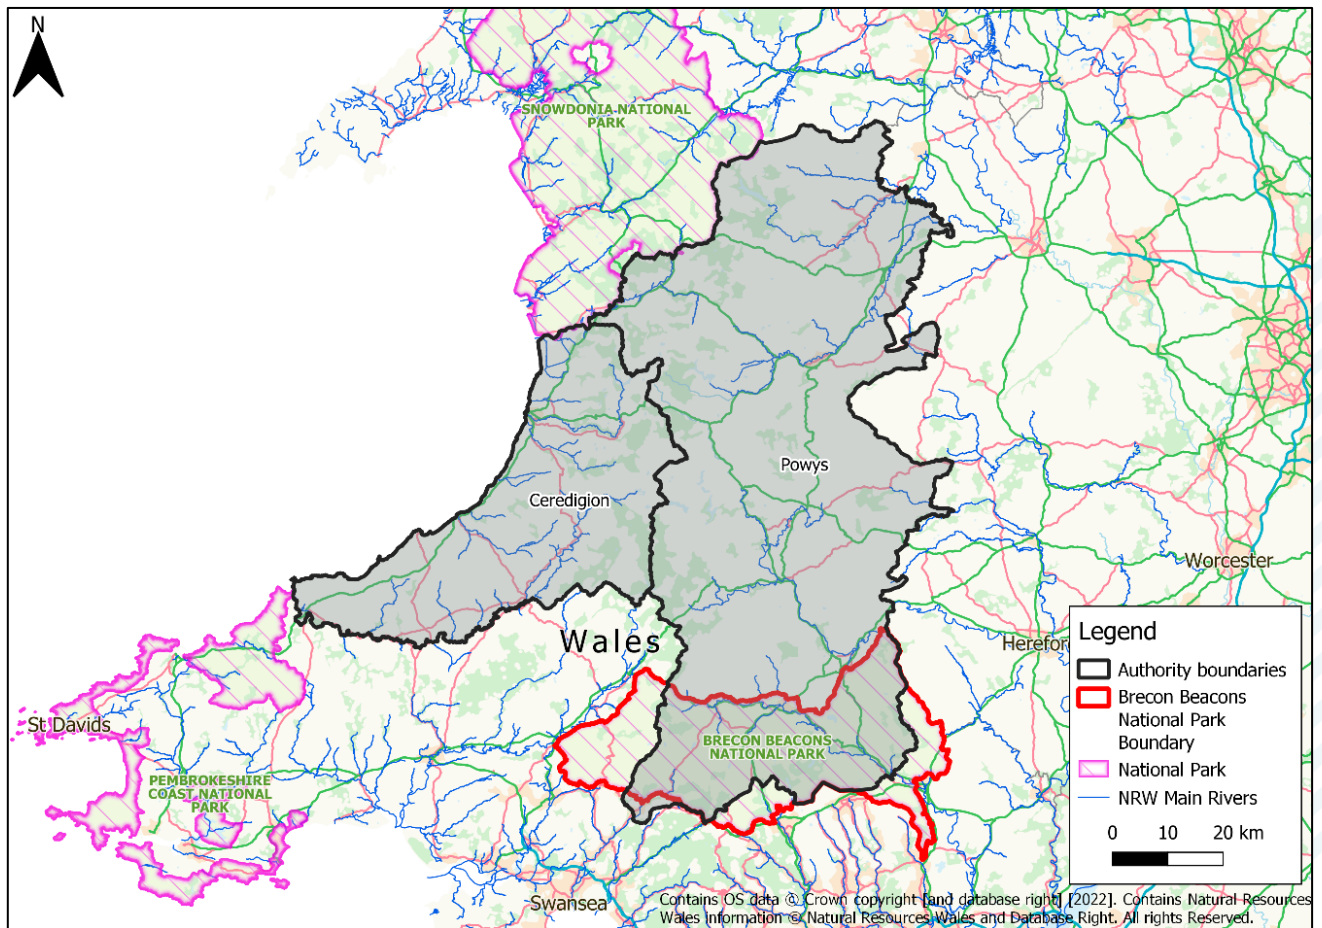 N
SNOWDONIA NATIONAL
PARK
Powys
Ceredigion
Worcester
Wales
Herefor
St Davids
BRECON BEACONS
NATIONAL PARK
PEMBROKESHIRE
COAST NATIONAL
PARK
Swansea
Legend
Authority boundaries
Brecon Beacons
National Park
Boundary
National Park
NRW Main Rivers
0 10 20 km
Contains OS data © Crown copyright [and database right] [2022]. Contains Natural Resources
Wales information © Natural Resources Wales and Database Right. All rights Reserved.